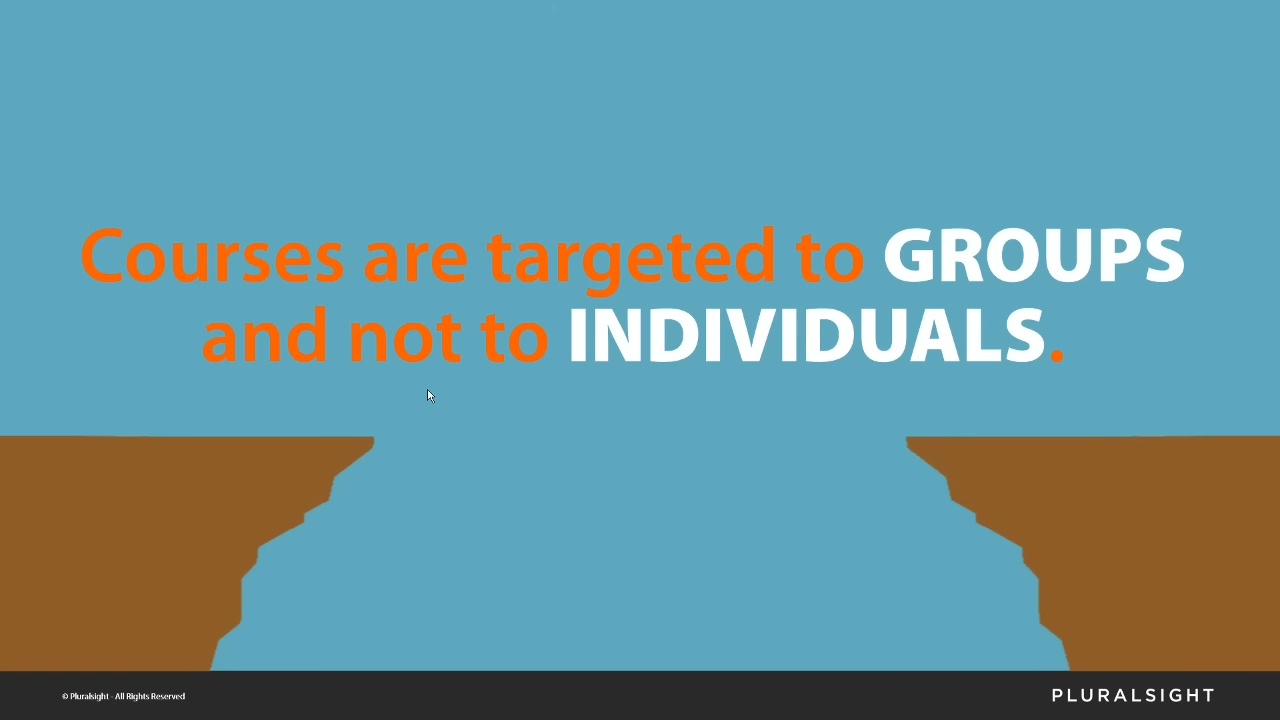 Courses are targeted to GROUPS
and not to INDIVIDUALS.
© Pluralsight - All Rights Reserved
PLURALSIGHT